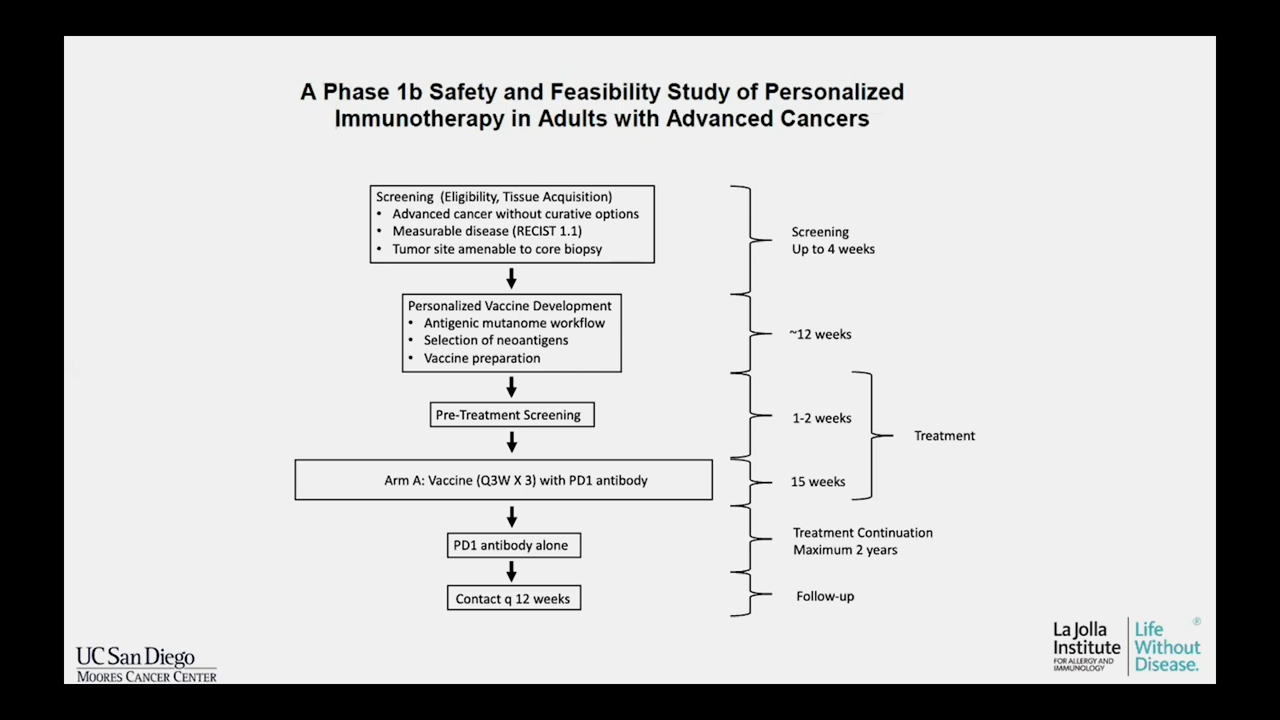 A Phase 1b Safety and Feasibility Study of Personalized
Immunotherapy in Adults with Advanced Cancers
Screening (Eligibility, Tissue Acquisition)
• Advanced cancer without curative options
• Measurable disease (RECIST 1.1)
• Tumor site amenable to core biopsy
Screening
Up to 4 weeks
Personalized Vaccine Development
• Antigenic mutanome workflow
• Selection of neoantigens
• Vaccine preparation
~12 weeks
Pre-Treatment Screening
1-2 weeks
Treatment
Arm A: Vaccine (Q3W X 3) with PD1 antibody
15 weeks
PD1 antibody alone
Treatment Continuation
Maximum 2 years
Contact q 12 weeks
Follow-up
UC San Diego
MOORES CANCER CENTER
La Jolla
Institute
FOR ALLERGY AND
IMMUNOLOGY
Life
Without
Disease.
®